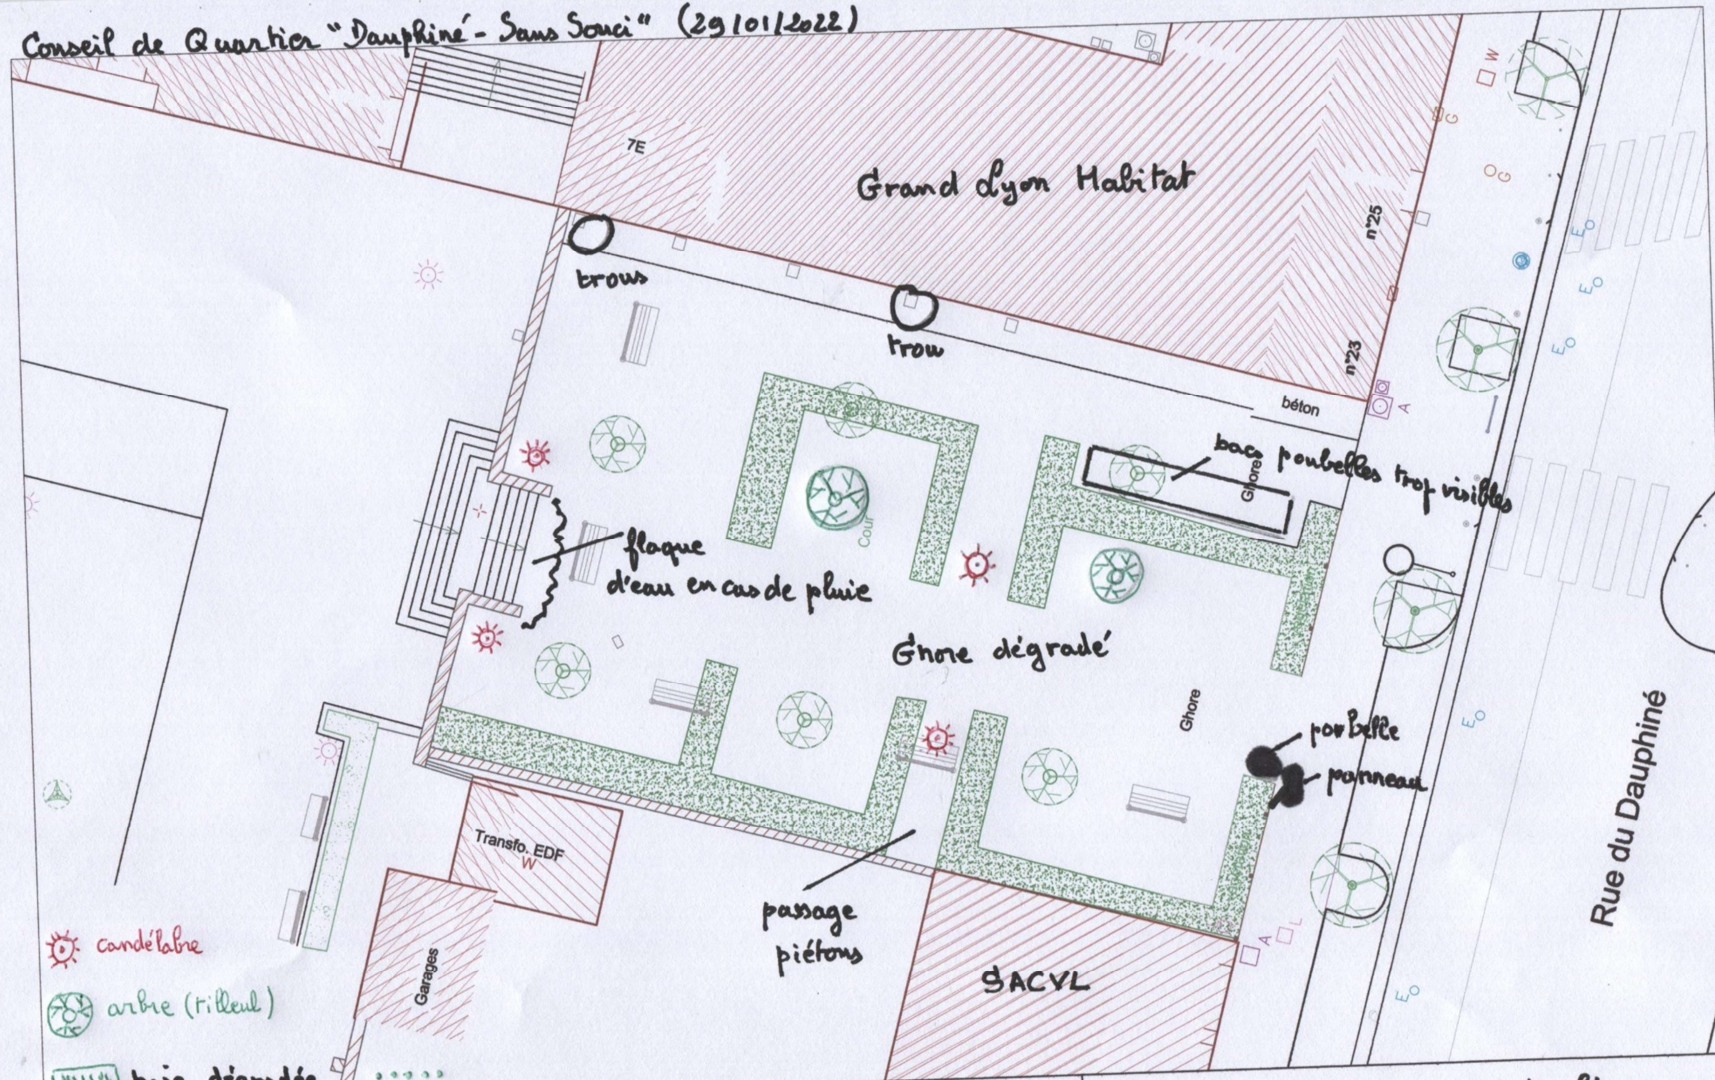 Conseil de Quartier "Dauphiné - Sans Souci" (29/01/2022)
7E
Grand Lyon Habitat
W
G
G
n°25
n°23
E
E
E
E
E
trous
trou
béton
A
bacs poubelles trop visibles
Ghore
Cour
flaque
d'eau en cas de pluie
Ghore dégradé
Ghore
poubelle
panneau
Rue du Dauphiné
Transfo. EDF
W
passage
piétons
Garages
SACVL
A
L
candélabre
arbre (tilleul)